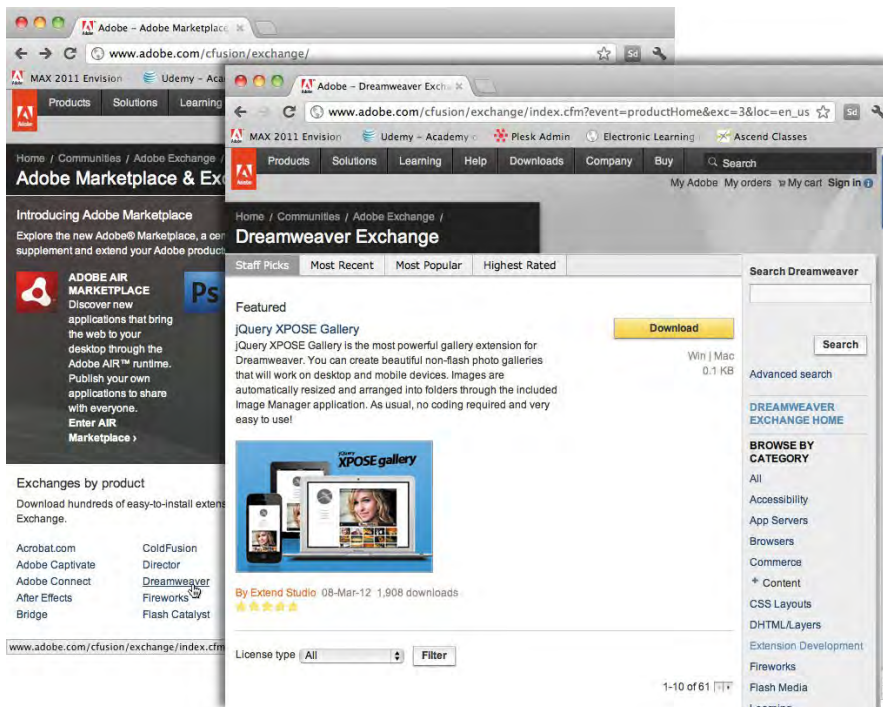 Adobe – Adobe Marketplace
www.adobe.com/cfusion/exchange/
Sd
MAX 2011 Envision
Udemy – Aca
Adobe
Products
Solutions
Learning
Home / Communities / Adobe Exchange /
Adobe Marketplace & Exc
Introducing Adobe Marketplace
Explore the new Adobe® Marketplace, a cen
supplement and extend your Adobe product
ADOBE AIR
MARKETPLACE
Discover new
applications that bring
the web to your
desktop through the
Adobe AIR™ runtime.
Publish your own
applications to share
with everyone.
Enter AIR
Marketplace ›
Ps
Exchanges by product
Download hundreds of easy-to-install extens
Exchange.
Acrobat.com
ColdFusion
Adobe Captivate
Director
Adobe Connect
Dreamweaver
After Effects
Fireworks
Bridge
Flash Catalyst
www.adobe.com/cfusion/exchange/index.cfm
Adobe – Dreamweaver Exch
www.adobe.com/cfusion/exchange/index.cfm?event=productHome&exc=3&loc=en_us
Sd
MAX 2011 Envision
Udemy – Academy o
Plesk Admin
Electronic Learning
Ascend Classes
Adobe
Products
Solutions
Learning
Help
Downloads
Company
Buy
Search
My Adobe My orders My cart Sign in
Home / Communities / Adobe Exchange /
Dreamweaver Exchange
Staff Picks
Most Recent
Most Popular
Highest Rated
Featured
jQuery XPOSE Gallery
jQuery XPOSE Gallery is the most powerful gallery extension for
Dreamweaver. You can create beautiful non-flash photo galleries
that will work on desktop and mobile devices. Images are
automatically resized and arranged into folders through the included
Image Manager application. As usual, no coding required and very
easy to use!
Download
Win | Mac
0.1 KB
jQuery
XPOSE gallery
By Extend Studio 08-Mar-12 1,908 downloads
License type
All
Filter
1-10 of 61
Search Dreamweaver
Search
Advanced search
DREAMWEAVER
EXCHANGE HOME
BROWSE BY
CATEGORY
All
Accessibility
App Servers
Browsers
Commerce
+ Content
CSS Layouts
DHTML/Layers
Extension Development
Fireworks
Flash Media